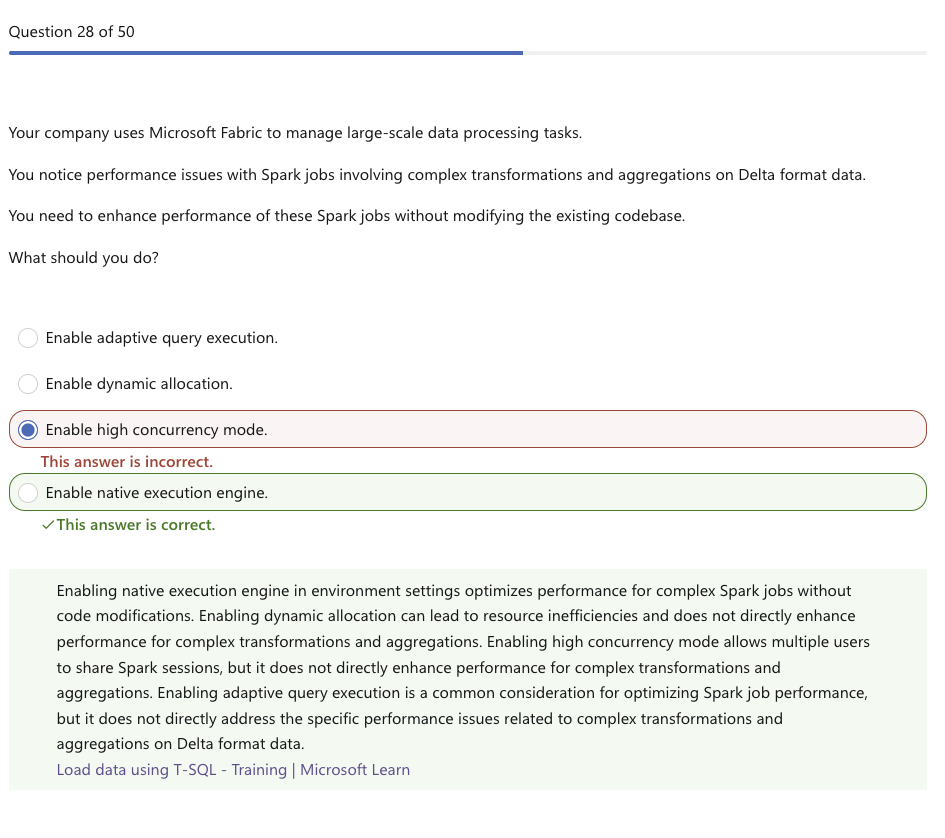 Question 28 of 50
Your company uses Microsoft Fabric to manage large-scale data processing tasks.
You notice performance issues with Spark jobs involving complex transformations and aggregations on Delta format data.
You need to enhance performance of these Spark jobs without modifying the existing codebase.
What should you do?
Enable adaptive query execution.
Enable dynamic allocation.
Enable high concurrency mode.
This answer is incorrect.
Enable native execution engine.
This answer is correct.
Enabling native execution engine in environment settings optimizes performance for complex Spark jobs without
code modifications. Enabling dynamic allocation can lead to resource inefficiencies and does not directly enhance
performance for complex transformations and aggregations. Enabling high concurrency mode allows multiple users
to share Spark sessions, but it does not directly enhance performance for complex transformations and
aggregations. Enabling adaptive query execution is a common consideration for optimizing Spark job performance,
but it does not directly address the specific performance issues related to complex transformations and
aggregations on Delta format data.
Load data using T-SQL - Training | Microsoft Learn